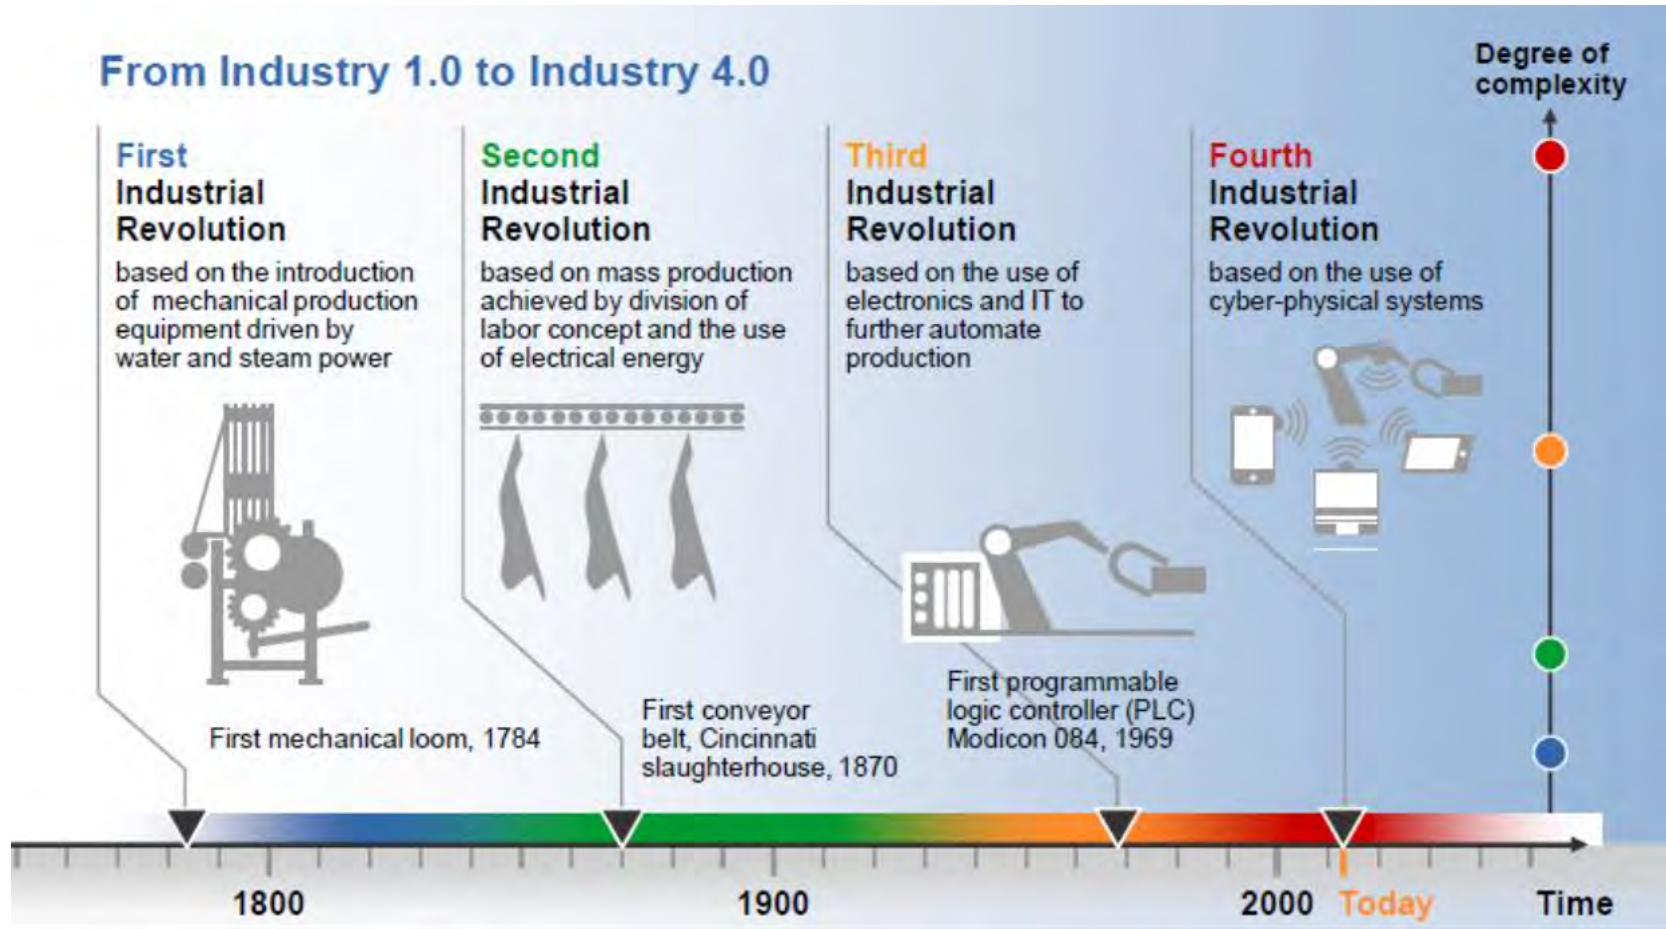 From Industry 1.0 to Industry 4.0
Degree of
complexity
First
Industrial
Revolution
based on the introduction
of mechanical production
equipment driven by
water and steam power
First mechanical loom, 1784
Second
Industrial
Revolution
based on mass production
achieved by division of
labor concept and the use
of electrical energy
First conveyor
belt, Cincinnati
slaughterhouse, 1870
Third
Industrial
Revolution
based on the use of
electronics and IT to
further automate
production
First programmable
logic controller (PLC)
Modicon 084, 1969
Fourth
Industrial
Revolution
based on the use of
cyber-physical systems
1800
1900
2000
Today
Time